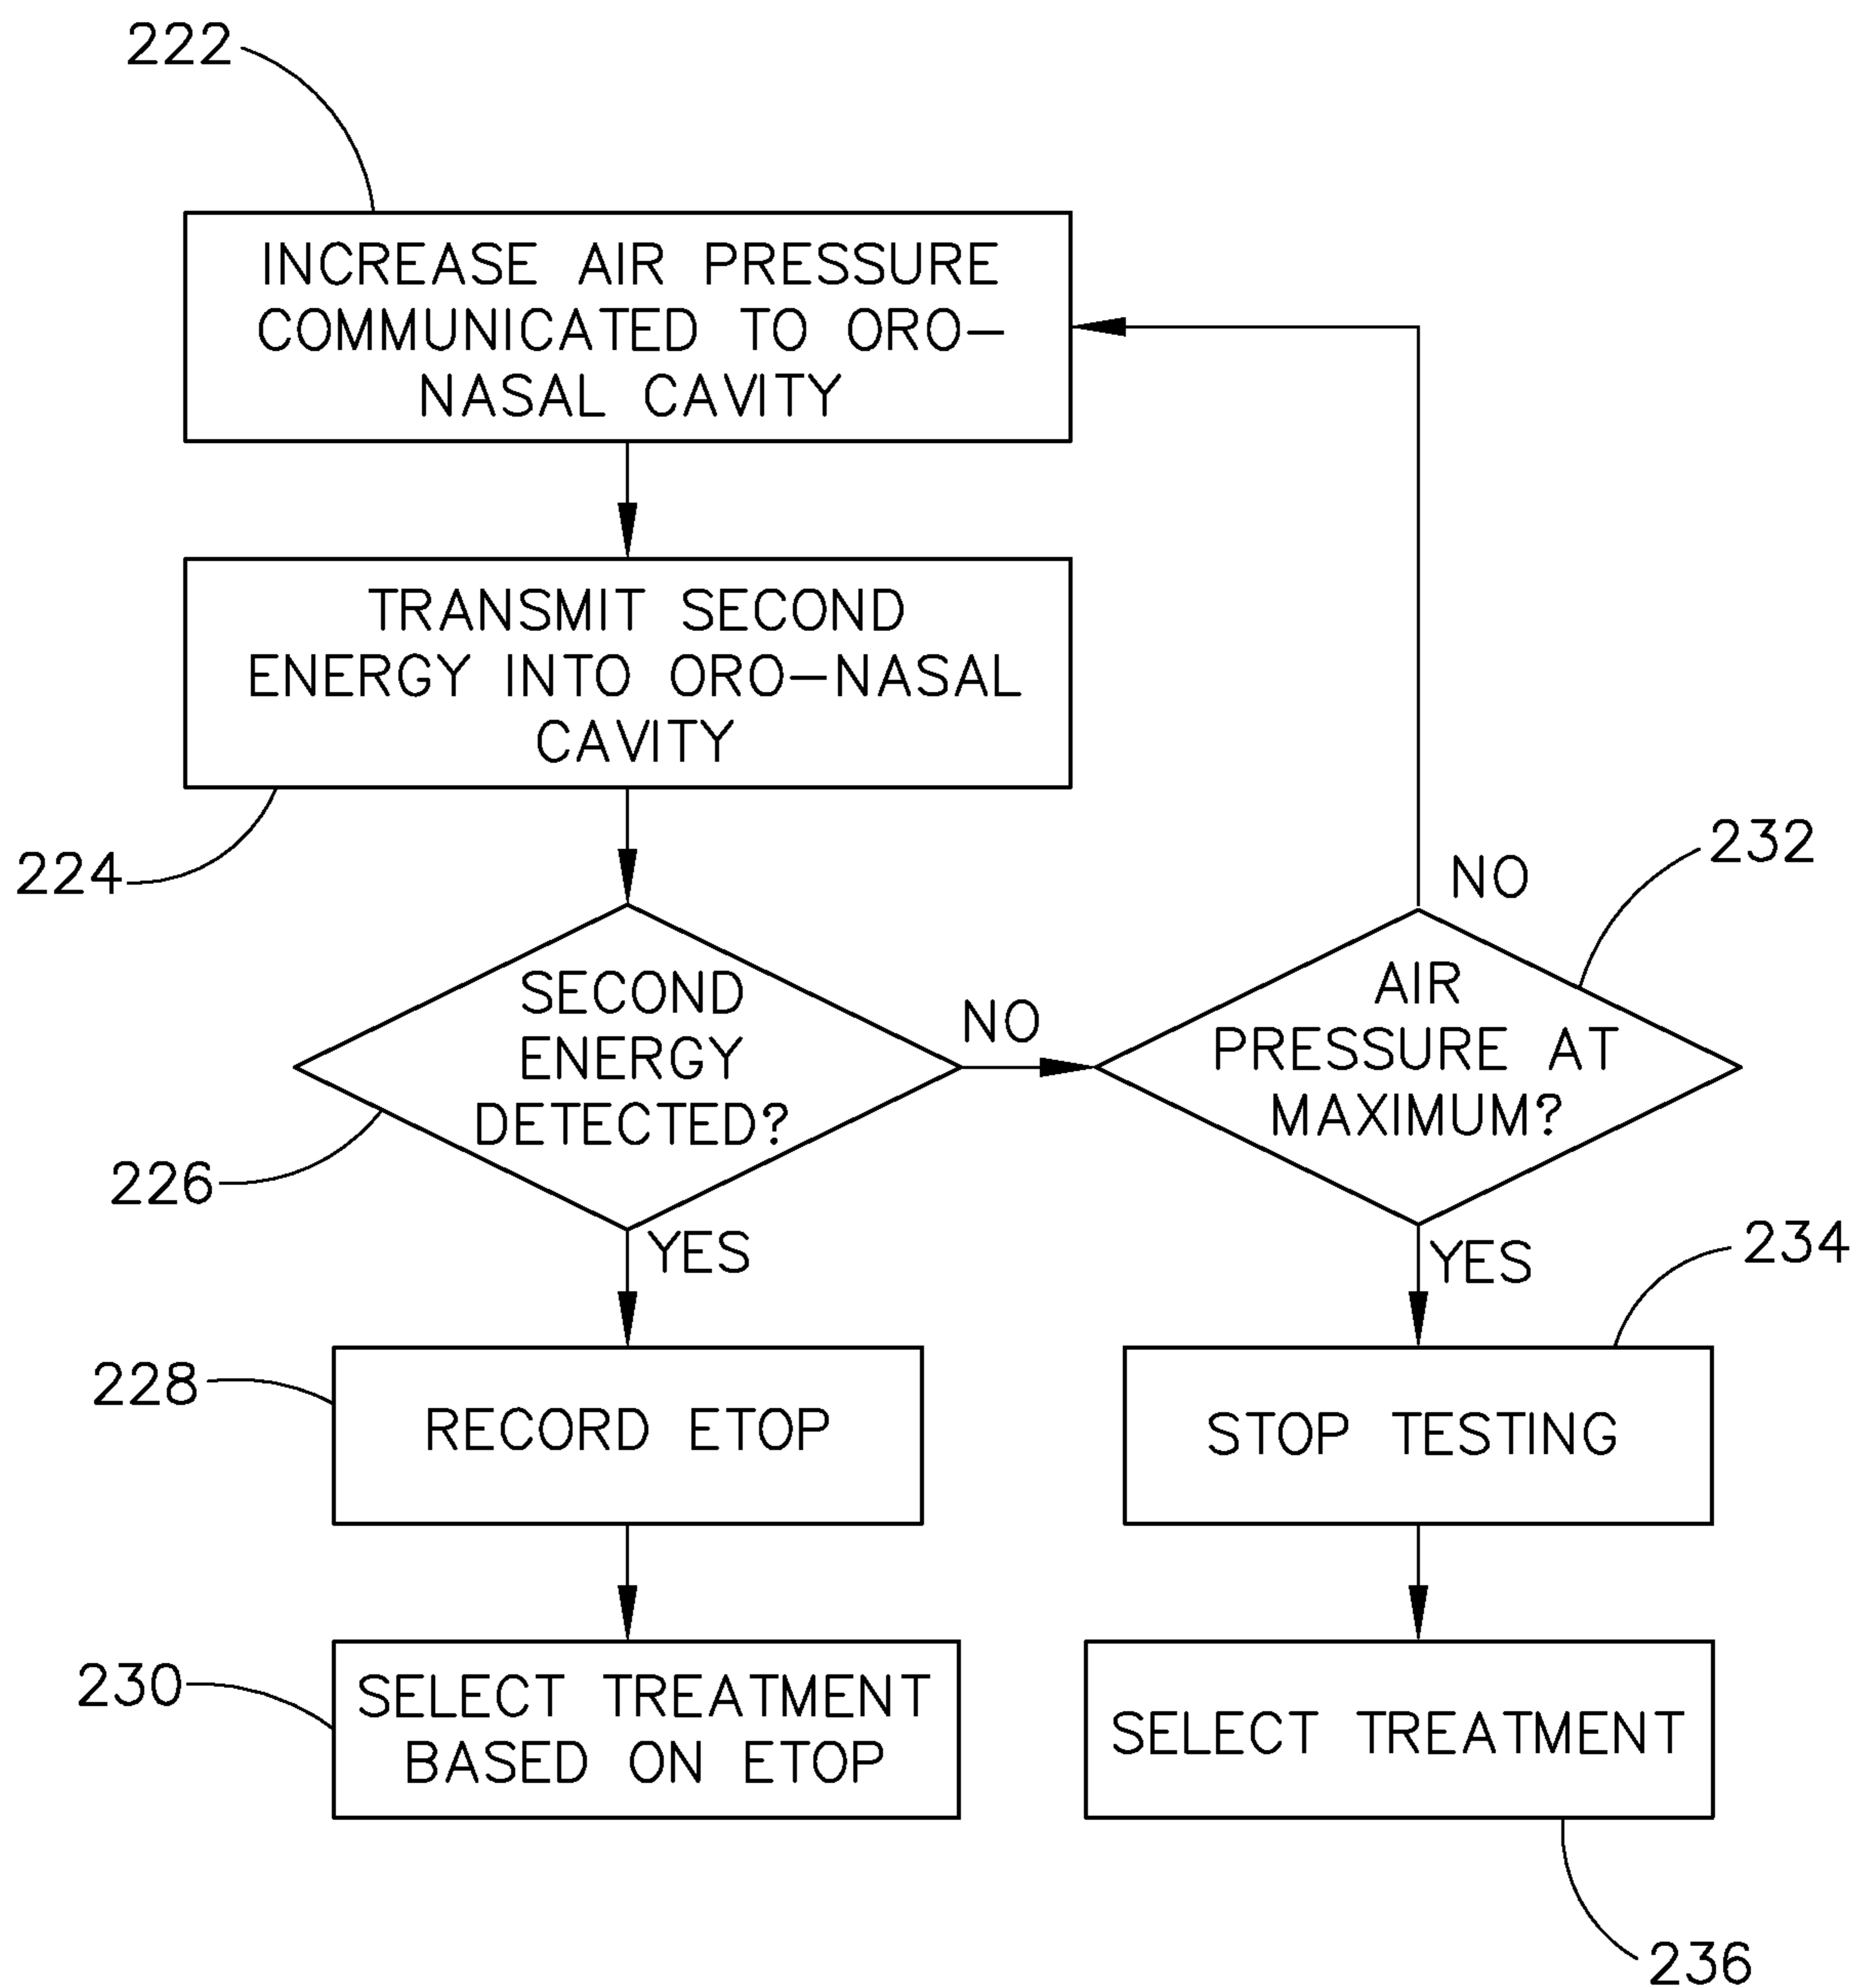 222
INCREASE AIR PRESSURE
COMMUNICATED TO ORO-
NASAL CAVITY
TRANSMIT SECOND
ENERGY INTO ORO-NASAL
CAVITY
224
232
NO
SECOND
ENERGY
DETECTED?
NO
AIR
PRESSURE AT
MAXIMUM?
226
YES
YES
234
228
RECORD ETOP
STOP TESTING
230
SELECT TREATMENT
BASED ON ETOP
SELECT TREATMENT
236